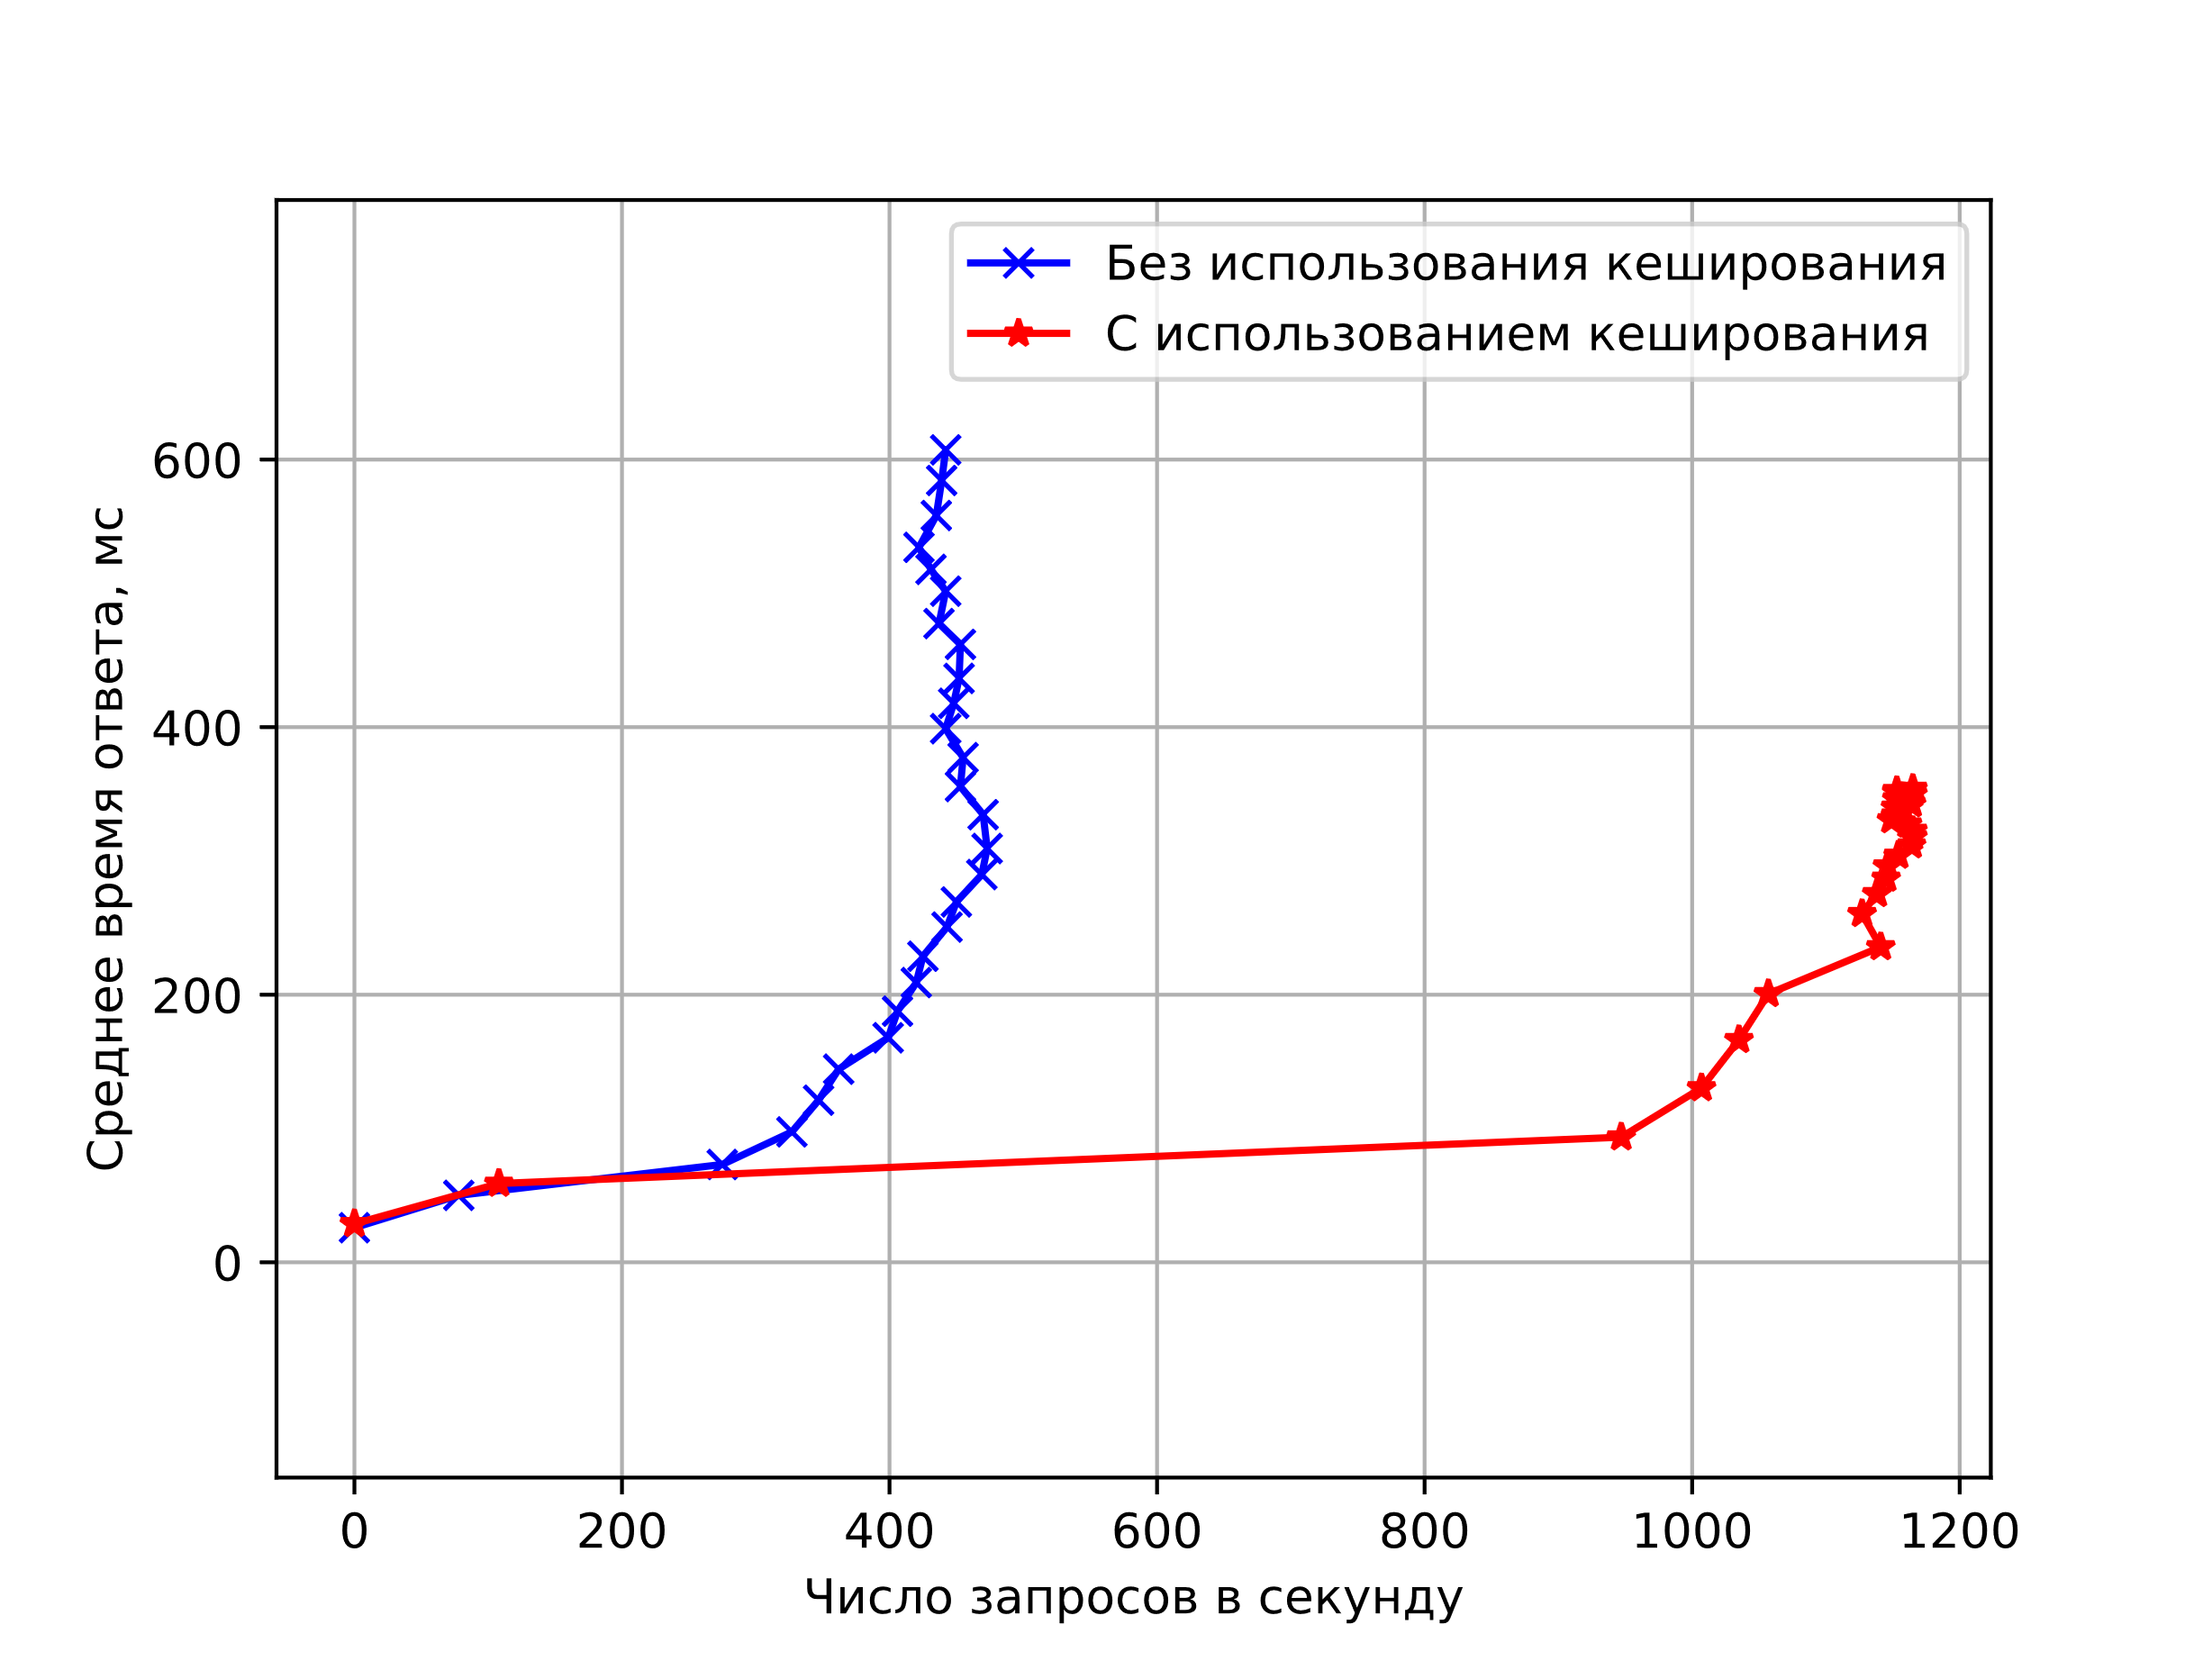 Без использования кеширования
С использованием кеширования
600
400
200
0
Среднее время ответа, мс
0 200 400 600 800 1000 1200
Число запросов в секунду